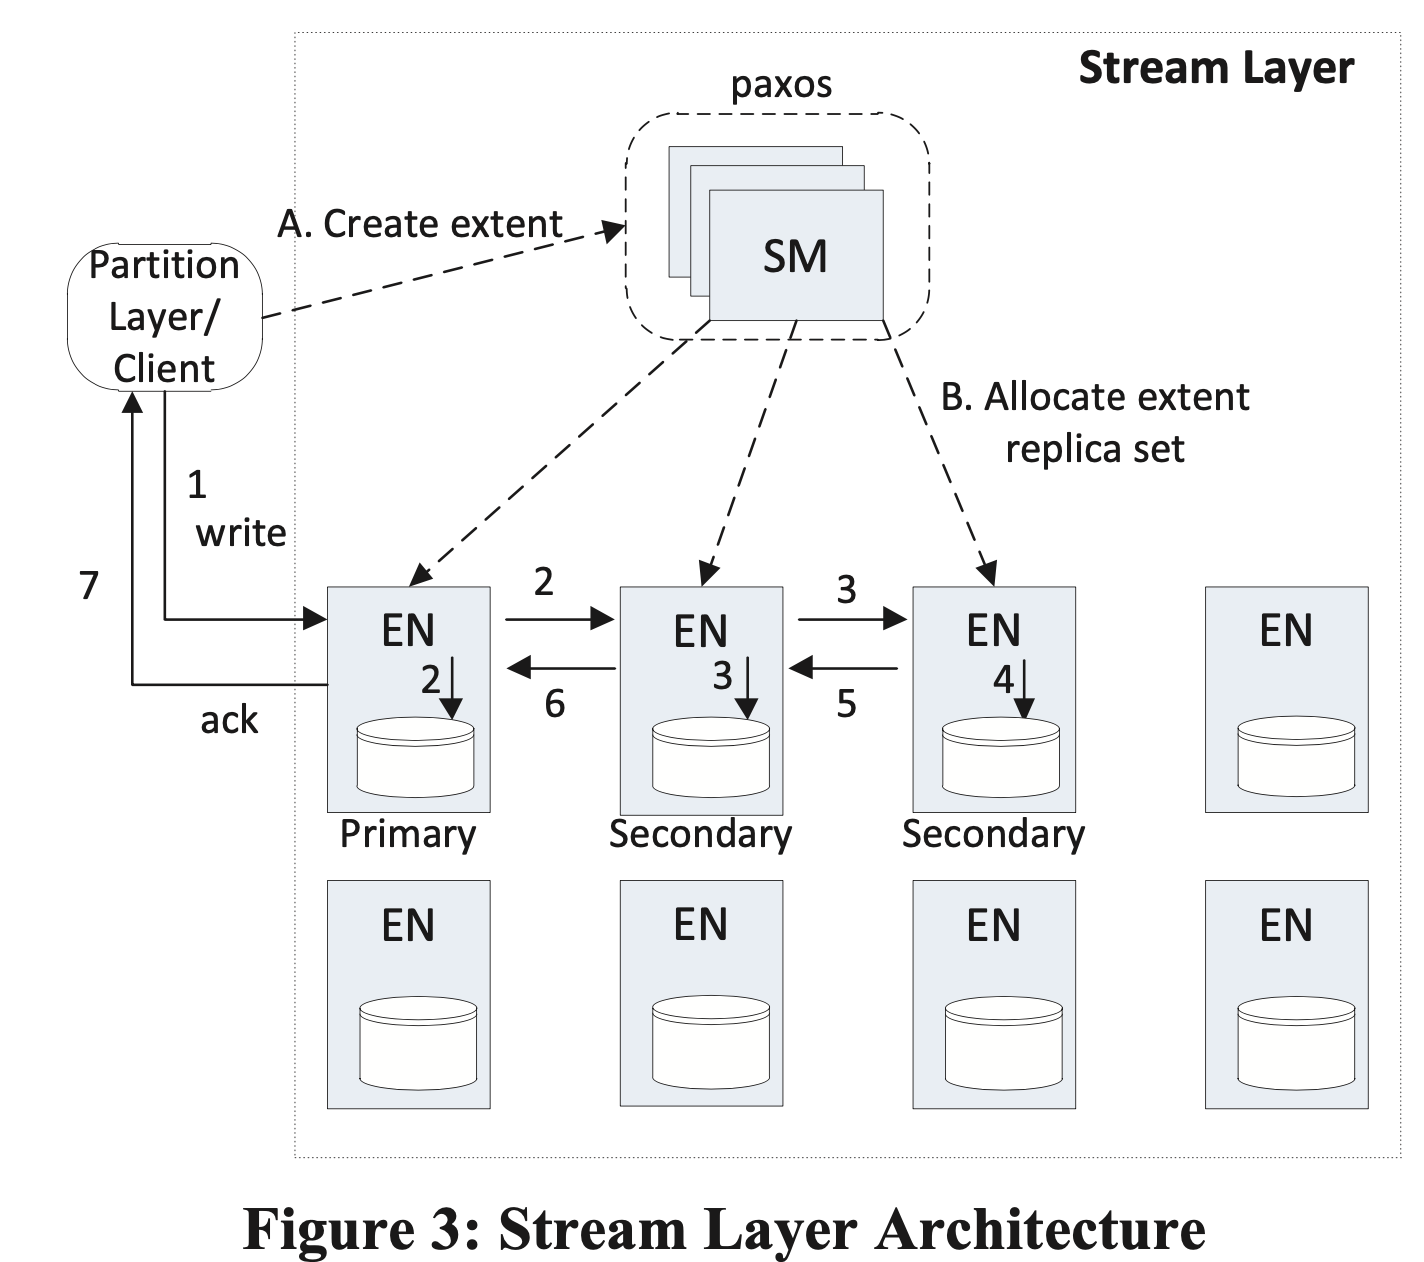 Stream Layer
paxos
A. Create extent
SM
Partition
Layer/
Client
B. Allocate extent
replica set
1
write
7
ack
EN
2
2
6
Primary
EN
3
3
5
Secondary
EN
4
Secondary
EN
EN
EN
EN
EN
Figure 3: Stream Layer Architecture